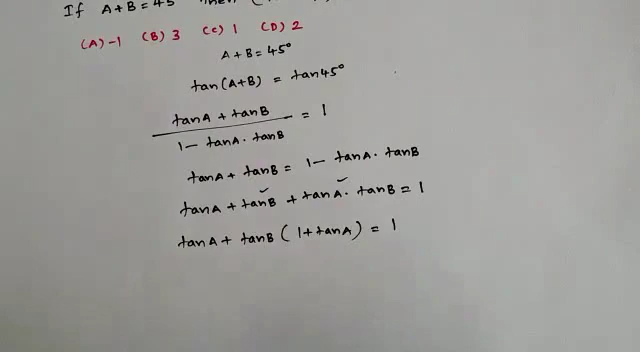 If A+B=45
(A)-1 (B) 3 (C) 1 (D) 2
A+B=45°
tan(A+B) = tan45°
tanA + tanB
1 - tanA. tanB = 1
tanA + tanB = 1 - tanA. tanB
tanA + tanB + tanA. tanB = 1
tanA + tanB (1+tanA) = 1